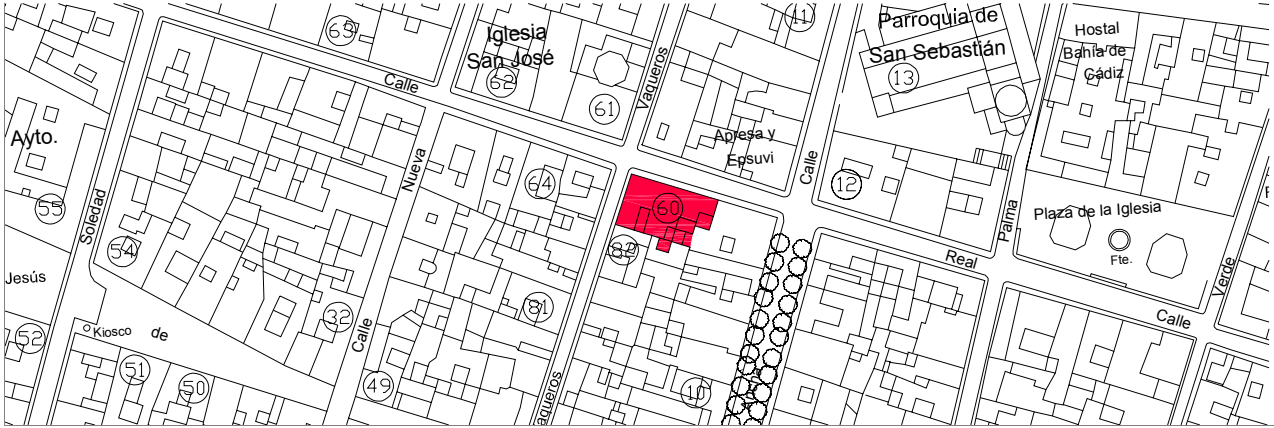 63
Iglesia
San José
62
11
Parroquia de
San Sebastián
13
Hostal
Bahía de
Cádiz
Calle
Vaqueros
61
Ayto.
Apresa y
Epsuvi
Nueva
Calle
64
12
55
Soledad
60
Palma
Plaza de la Iglesia
54
82
Real
Fte.
Jesús
Verde
32
81
Calle
Kiosco
de
52
Calle
51
50
49
10
aqueros